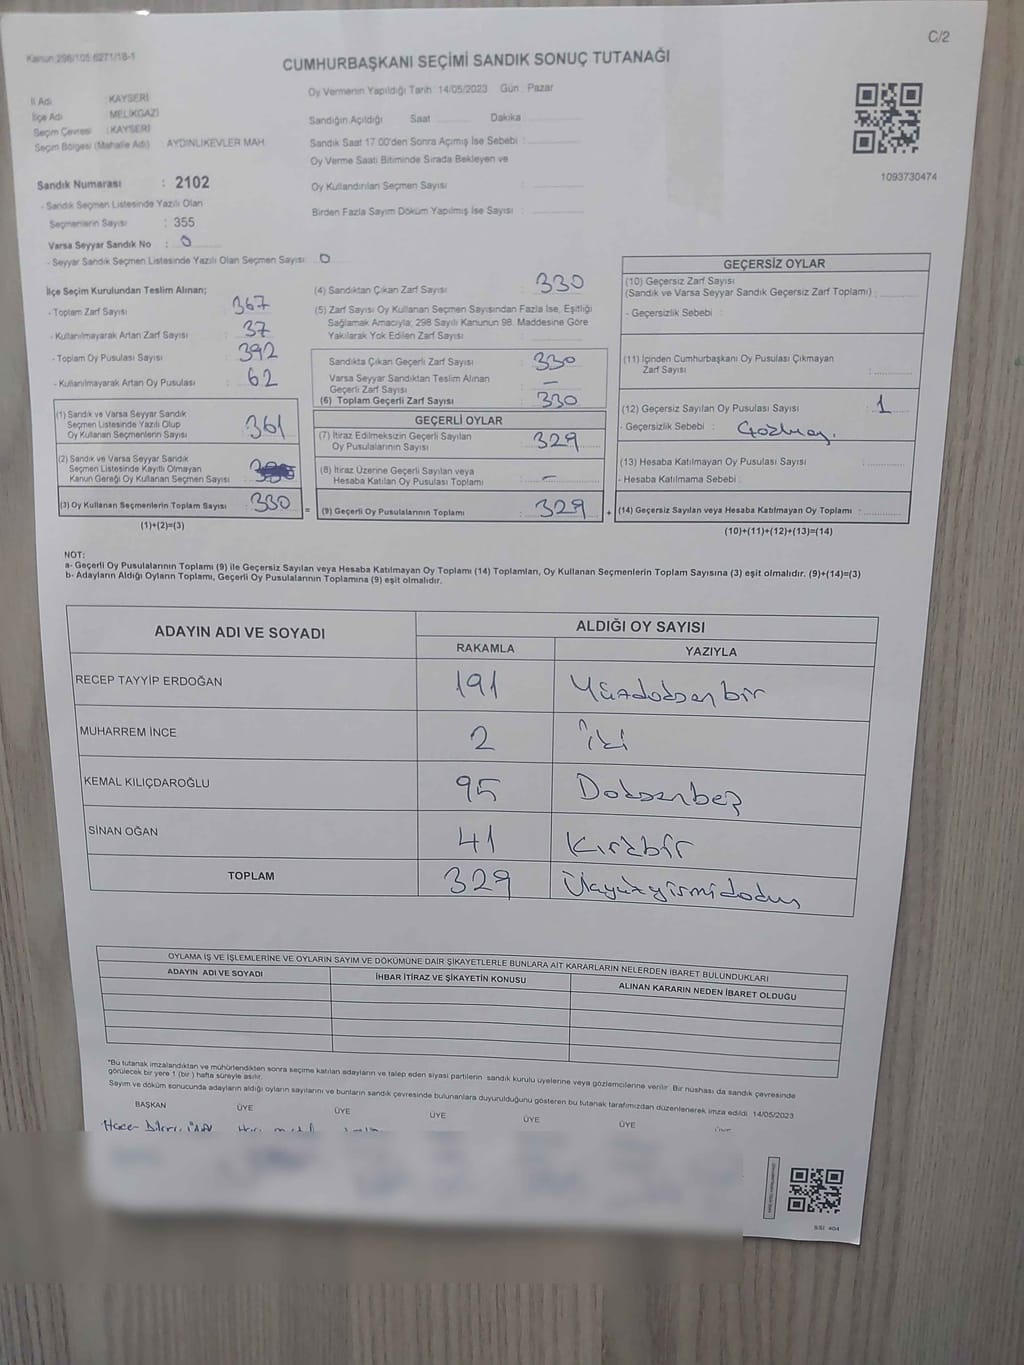 C/2
Kanun 298/105.6271/18-1
CUMHURBAŞKANI SEÇİMİ SANDIK SONUÇ TUTANAĞI
İl Adı : KAYSERİ
İlçe Adı : MELİKGAZİ
Seçim Çevresi : KAYSERİ
Seçim Bölgesi (Mahalle Adı) AYDINLIKEVLER MAH.
Sandık Numarası : 2102
- Sandık Seçmen Listesinde Yazılı Olan
Seçmenlerin Sayısı : 355
Varsa Seyyar Sandık No : 0
- Seyyar Sandık Seçmen Listesinde Yazılı Olan Seçmen Sayısı: 0
Oy Vermenin Yapıldığı Tarih :14/05/2023 Gün : Pazar
Sandığın Açıldığı Saat Dakika
Sandık Saat 17.00'den Sonra Açımış İse Sebebi :
Oy Verme Saati Bitiminde Sırada Bekleyen ve
Oy Kullandırılan Seçmen Sayısı :
Birden Fazla Sayım Döküm Yapılmış İse Sayısı :
1093730474
İlçe Seçim Kurulundan Teslim Alınan;
- Toplam Zarf Sayısı : 367
- Kullanılmayarak Artan Zarf Sayısı : 37
- Toplam Oy Pusulası Sayısı : 392
- Kullanılmayarak Artan Oy Pusulası : 62
(1) Sandık ve Varsa Seyyar Sandık
Seçmen Listesinde Yazılı Olup
Oy Kullanan Seçmenlerin Sayısı : 361
(2) Sandık ve Varsa Seyyar Sandık
Seçmen Listesinde Kayıtlı Olmayan
Kanun Gereği Oy Kullanan Seçmen Sayısı :
(3) Oy Kullanan Seçmenlerin Toplam Sayısı : 330
(1)+(2)=(3)
(4) Sandıktan Çıkan Zarf Sayısı : 330
(5) Zarf Sayısı Oy Kullanan Seçmen Sayısından Fazla İse, Eşitliği
Sağlamak Amacıyla; 298 Sayılı Kanunun 98. Maddesine Göre
Yakılarak Yok Edilen Zarf Sayısı :
Sandıkta Çıkan Geçerli Zarf Sayısı : 330
Varsa Seyyar Sandıktan Teslim Alınan
Geçerli Zarf Sayısı : –
(6) Toplam Geçerli Zarf Sayısı : 330
GEÇERLİ OYLAR
(7) İtiraz Edilmeksizin Geçerli Sayılan
Oy Pusulalarının Sayısı : 329
(8) İtiraz Üzerine Geçerli Sayılan veya
Hesaba Katılan Oy Pusulası Toplamı : –
= (9) Geçerli Oy Pusulalarının Toplamı : 329 +
GEÇERSİZ OYLAR
(10) Geçersiz Zarf Sayısı
(Sandık ve Varsa Seyyar Sandık Geçersiz Zarf Toplamı) :
- Geçersizlik Sebebi :
(11) İçinden Cumhurbaşkanı Oy Pusulası Çıkmayan
Zarf Sayısı :
(12) Geçersiz Sayılan Oy Pusulası Sayısı : 1
- Geçersizlik Sebebi :
(13) Hesaba Katılmayan Oy Pusulası Sayısı :
- Hesaba Katılmama Sebebi :
(14) Geçersiz Sayılan veya Hesaba Katılmayan Oy Toplamı :
(10)+(11)+(12)+(13)=(14)
NOT:
a- Geçerli Oy Pusulalarının Toplamı (9) ile Geçersiz Sayılan veya Hesaba Katılmayan Oy Toplamı (14) Toplamları, Oy Kullanan Seçmenlerin Toplam Sayısına (3) eşit olmalıdır. (9)+(14)=(3)
b- Adayların Aldığı Oyların Toplamı, Geçerli Oy Pusulalarının Toplamına (9) eşit olmalıdır.
ADAYIN ADI VE SOYADI ALDIĞI OY SAYISI
RAKAMLA YAZIYLA
RECEP TAYYİP ERDOĞAN 191 Yüzdoksanbir
MUHARREM İNCE 2 İki
KEMAL KILIÇDAROĞLU 95 Doksanbeş
SİNAN OĞAN 41 Kırkbir
TOPLAM 329 Üçyüzyirmidokuz
OYLAMA İŞ VE İŞLEMLERİNE VE OYLARIN SAYIM VE DÖKÜMÜNE DAİR ŞİKAYETLERLE BUNLARA AİT KARARLARIN NELERDEN İBARET BULUNDUKLARI
ADAYIN ADI VE SOYADI İHBAR İTİRAZ VE ŞİKAYETİN KONUSU ALINAN KARARIN NEDEN İBARET OLDUĞU
*Bu tutanak imzalandıktan ve mühürlendikten sonra seçime katılan adayların ve talep eden siyasi partilerin sandık kurulu üyelerine veya gözlemcilerine verilir. Bir nüshası da sandık çevresinde
görülecek bir yere 1 (bir) hafta süreyle asılır.
Sayım ve döküm sonucunda adayların aldığı oyların sayılarını ve bunların sandık çevresinde bulunanlara duyurulduğunu gösteren bu tutanak tarafımızdan düzenlenerek imza edildi. 14/05/2023
BAŞKAN ÜYE ÜYE ÜYE ÜYE ÜYE